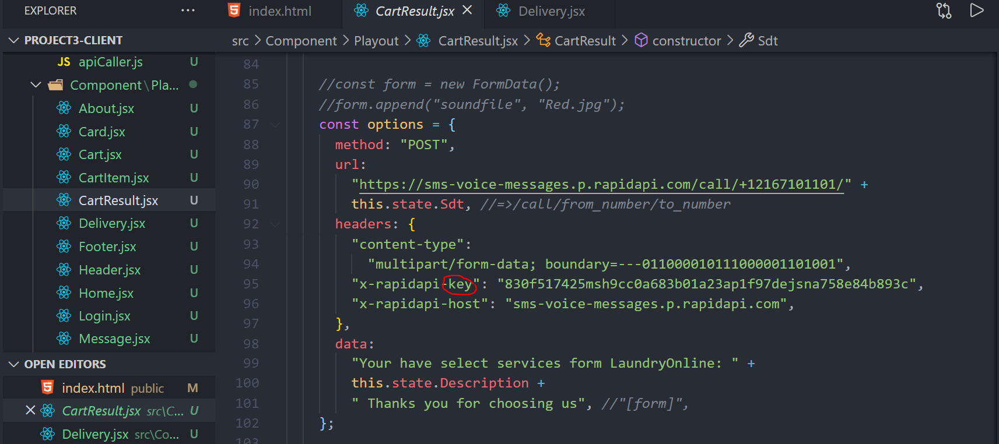 EXPLORER
···
index.html
CartResult.jsx
Delivery.jsx
PROJECT3-CLIENT
src > Component > Playout > CartResult.jsx > CartResult > constructor > Sdt
JS apiCaller.js U
Component\Pla...
About.jsx U
Card.jsx U
Cart.jsx U
CartItem.jsx U
CartResult.jsx U
Delivery.jsx U
Footer.jsx U
Header.jsx U
Home.jsx U
Login.jsx U
Message.jsx U
OPEN EDITORS
index.html public M
CartResult.jsx src\C... U
Delivery.jsx src\Co... U
84
85 //const form = new FormData();
86 //form.append("soundfile", "Red.jpg");
87 const options = {
88 method: "POST",
89 url:
90 "https://sms-voice-messages.p.rapidapi.com/call/+12167101101/" +
91 this.state.Sdt, //=>/call/from_number/to_number
92 headers: {
93 "content-type":
94 "multipart/form-data; boundary=---011000010111000001101001",
95 "x-rapidapi-key": "830f517425msh9cc0a683b01a23ap1f97dejsna758e84b893c",
96 "x-rapidapi-host": "sms-voice-messages.p.rapidapi.com",
97 },
98 data:
99 "Your have select services form LaundryOnline: " +
100 this.state.Description +
101 " Thanks you for choosing us", //"[form]",
102 };
103